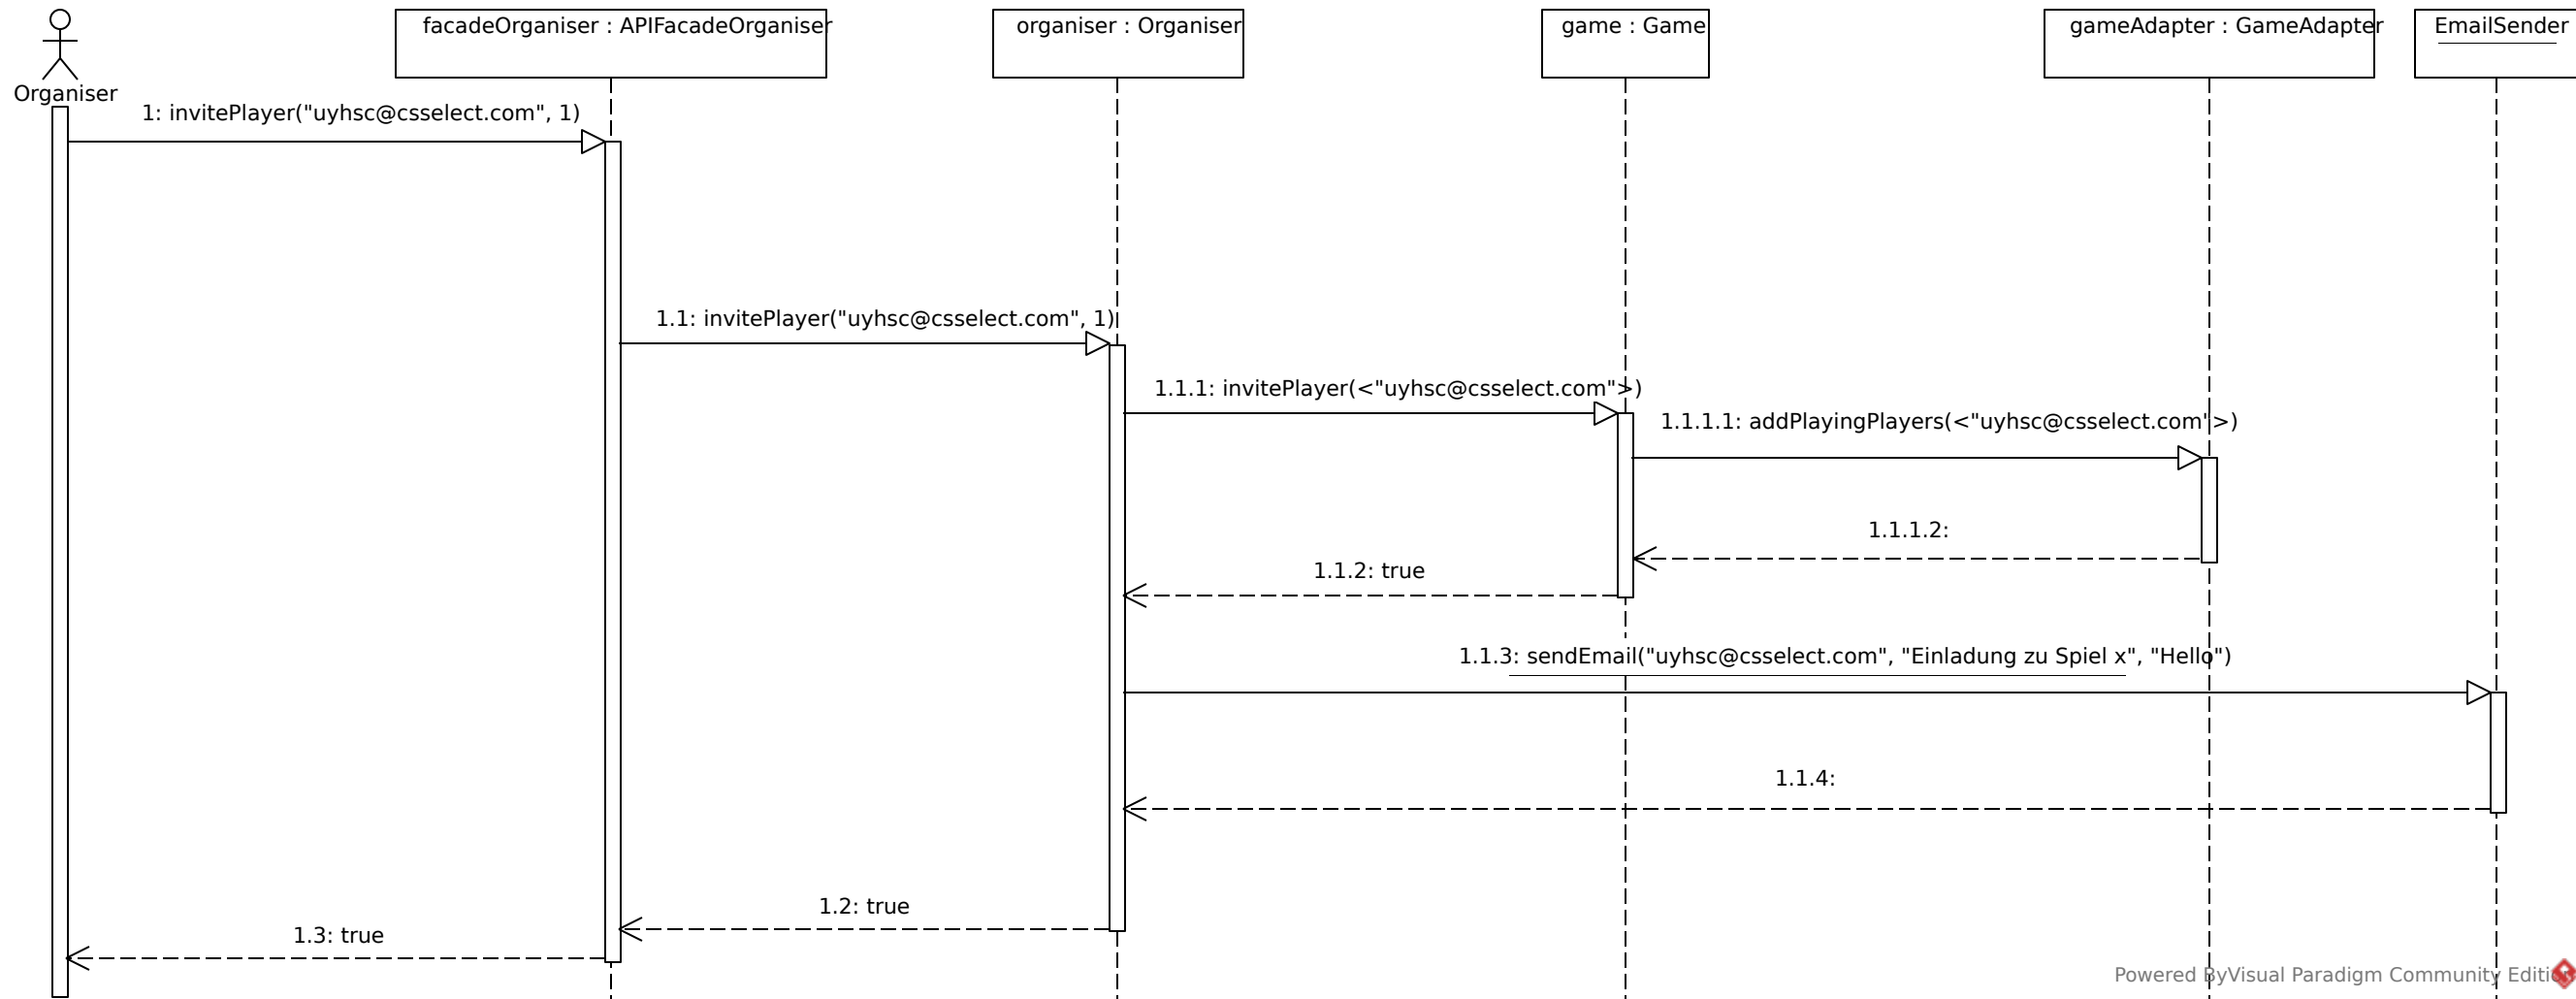 facadeOrganiser : APIFacadeOrganiser
organiser : Organiser
game : Game
gameAdapter : GameAdapter
EmailSender
Organiser
1: invitePlayer("uyhsc@csselect.com", 1)
1.1: invitePlayer("uyhsc@csselect.com", 1)
1.1.1: invitePlayer(<"uyhsc@csselect.com">)
1.1.1.1: addPlayingPlayers(<"uyhsc@csselect.com">)
1.1.1.2:
1.1.2: true
1.1.3: sendEmail("uyhsc@csselect.com", "Einladung zu Spiel x", "Hello")
1.1.4:
1.2: true
1.3: true
Powered ByVisual Paradigm Community Edition